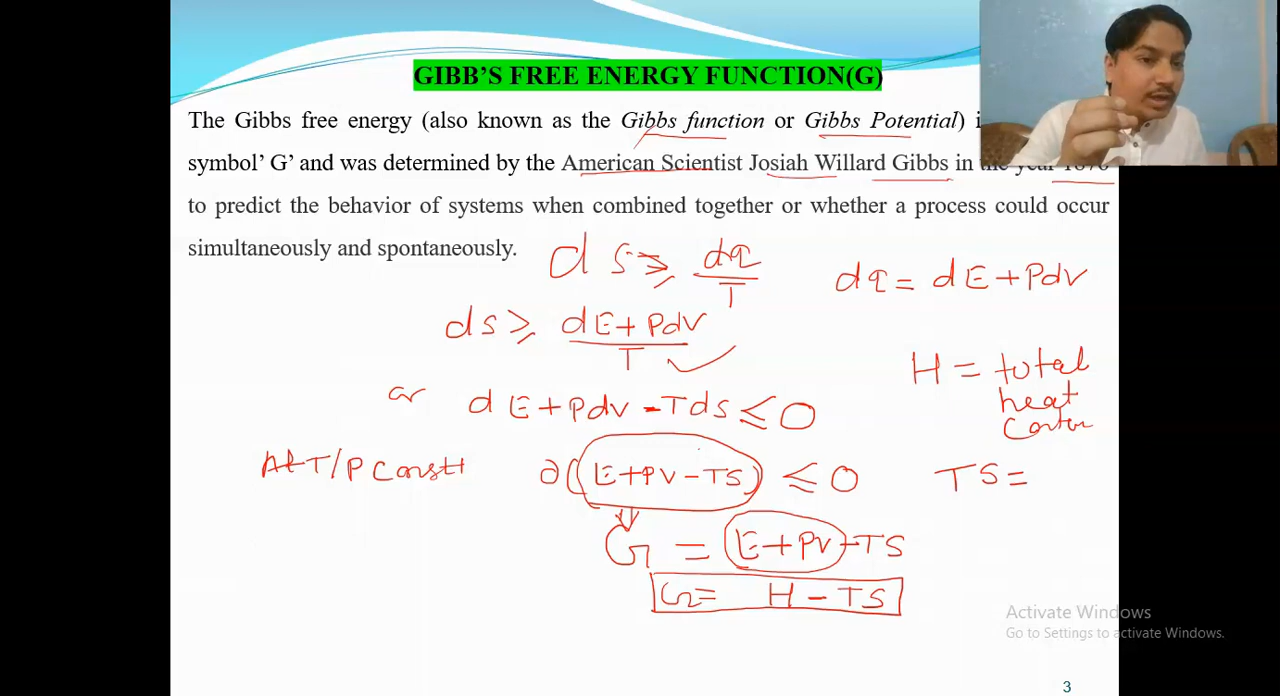 GIBB'S FREE ENERGY FUNCTION(G)
The Gibbs free energy (also known as the Gibbs function or Gibbs Potential) i
symbol' G' and was determined by the American Scientist Josiah Willard Gibbs in the year
to predict the behavior of systems when combined together or whether a process could occur
simultaneously and spontaneously.
ds ≥ dq/T
dq = dE + Pdv
ds ≥ dE + Pdv / T
H = total
heat
or dE + Pdv - Tds ≤ 0
At T/P Const
∂(E + PV - TS) ≤ 0
TS =
G = E + PV - TS
G = H - TS
Activate Windows
Go to Settings to activate Windows.
3